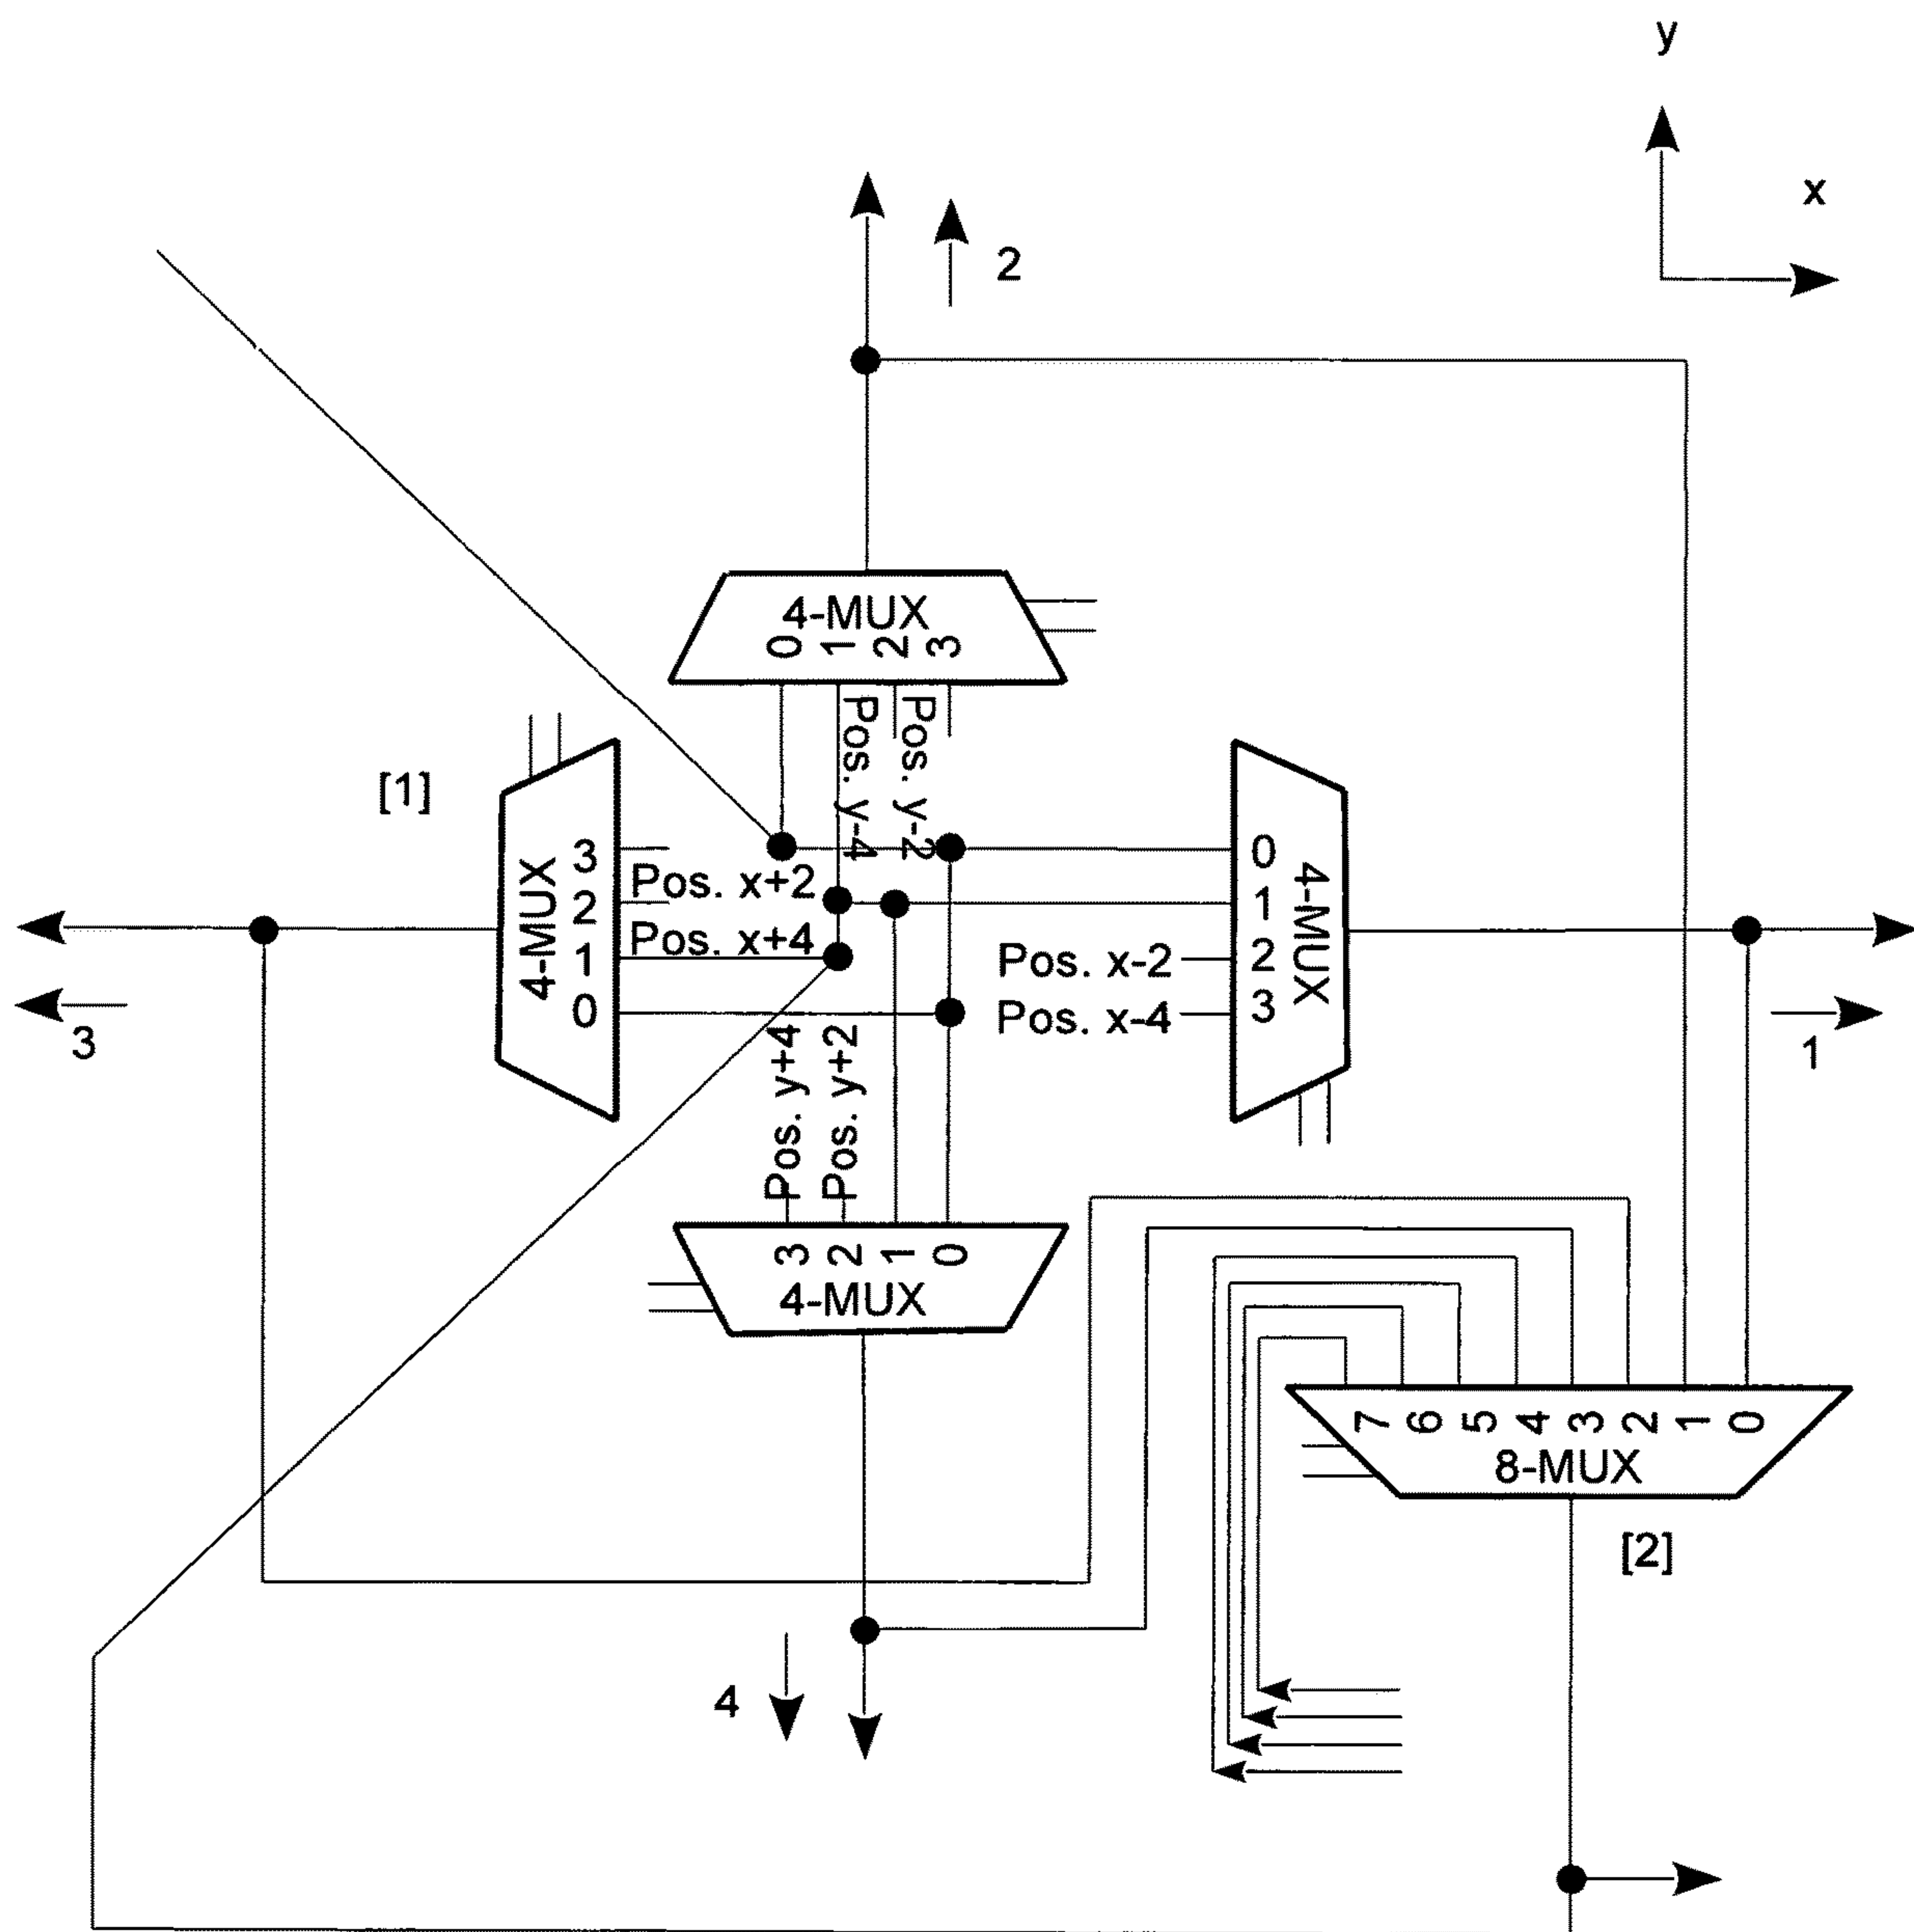 y
x
2
4-MUX
0 1 2 3
Pos. y-4
Pos. y-2
[1]
4-MUX
3
2
1
0
Pos. x+2
Pos. x+4
4-MUX
0
1
2
3
Pos. x-2
Pos. x-4
3
1
Pos. y+4
Pos. y+2
3 2 1 0
4-MUX
7 6 5 4 3 2 1 0
8-MUX
[2]
4